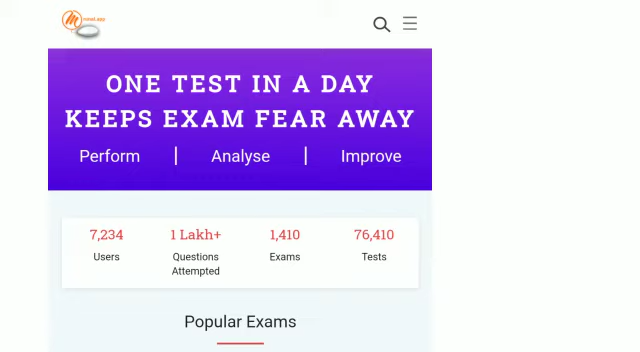 ONE TEST IN A DAY
KEEPS EXAM FEAR AWAY
Perform | Analyse | Improve
7,234 1 Lakh+ 1,410 76,410
Users Questions Attempted Exams Tests
Popular Exams